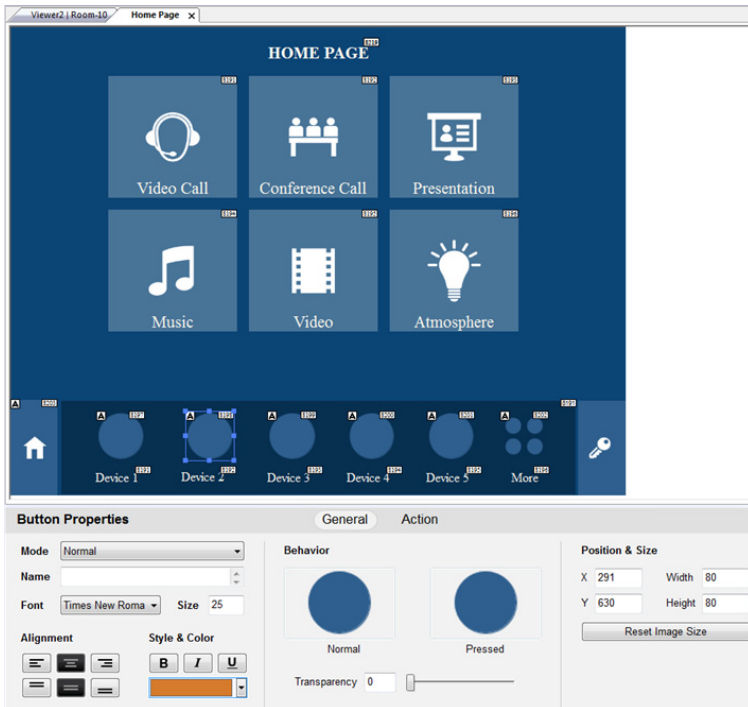 Viewer2 | Room-10 Home Page x
HOME PAGE
Video Call Conference Call Presentation
Music Video Atmosphere
A A A A A A A
Device 1 Device 2 Device 3 Device 4 Device 5 More
Button Properties General Action
Mode Normal
Name
Font Times New Roma Size 25
Alignment Style & Color
B I U
Behavior
Normal Pressed
Transparency 0
Position & Size
X 291 Width 80
Y 630 Height 80
Reset Image Size